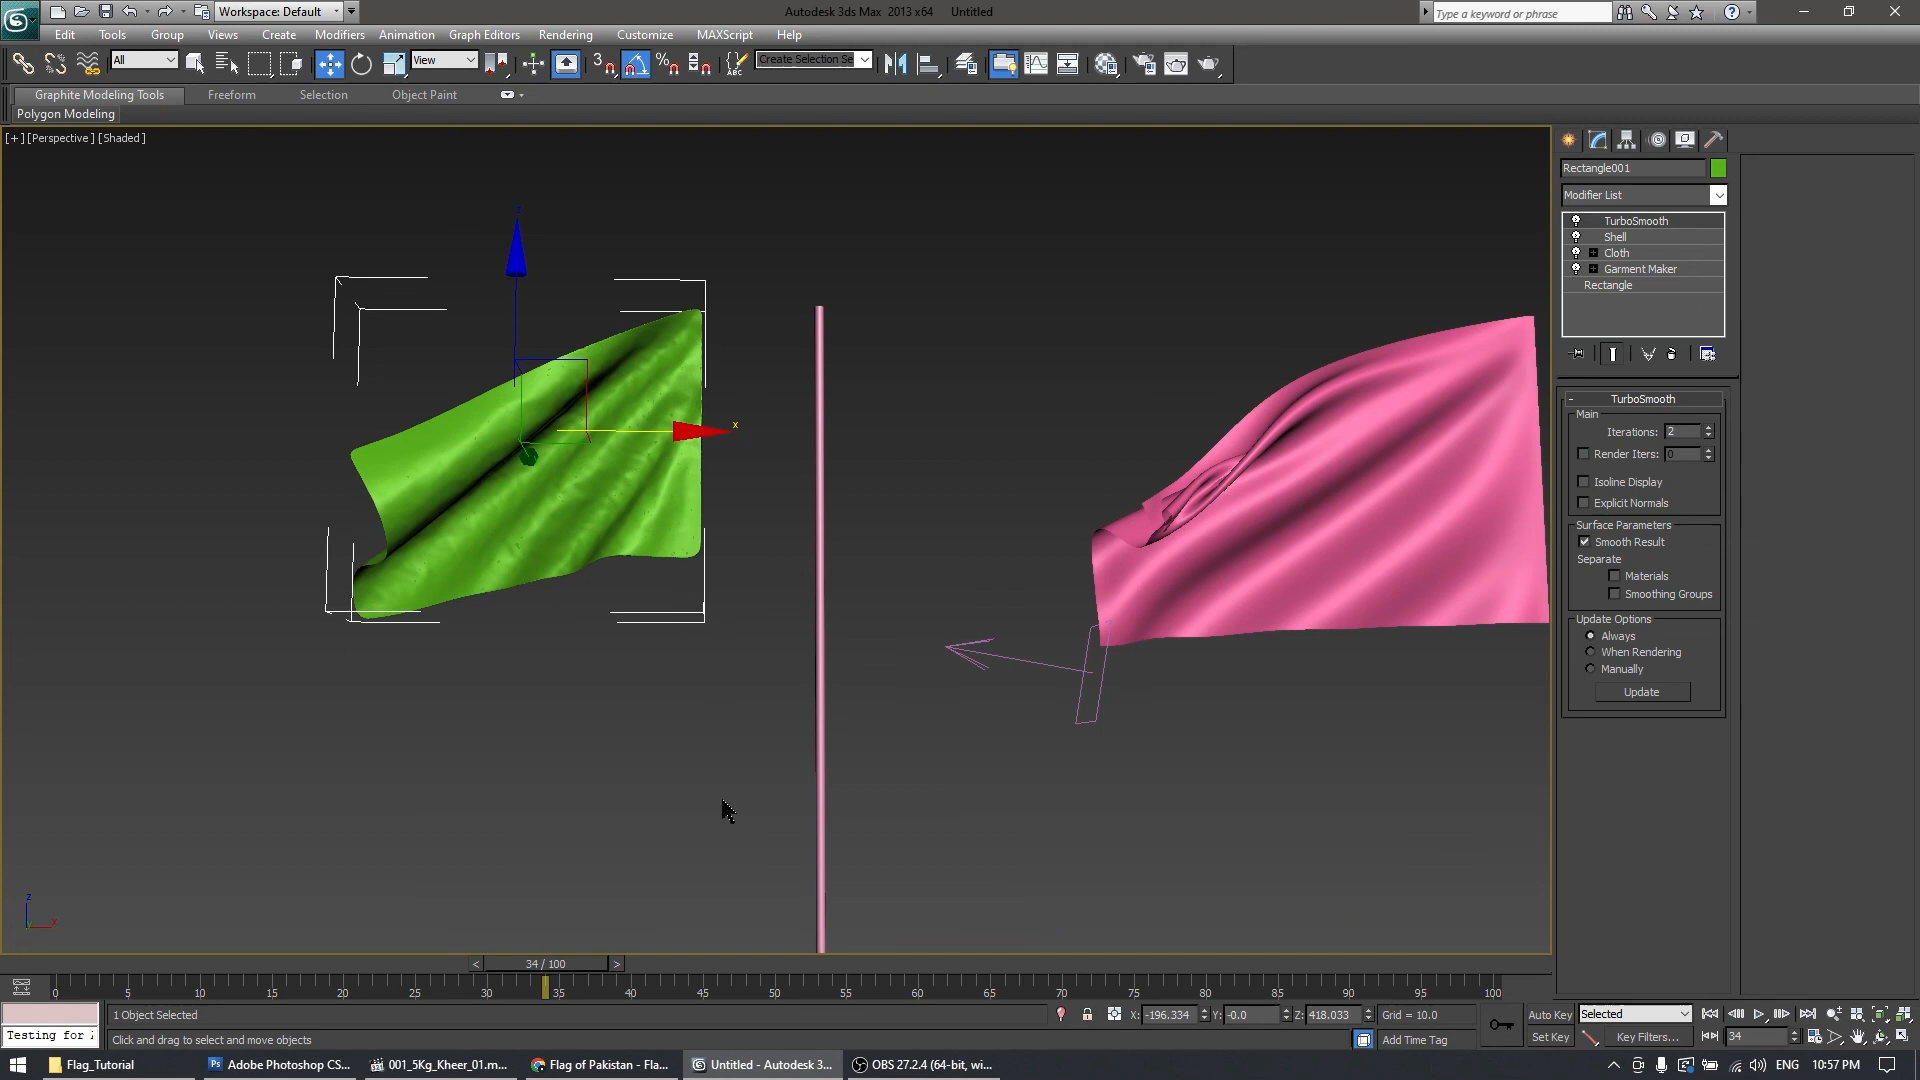 Workspace: Default
Autodesk 3ds Max 2013 x64 Untitled
Type a keyword or phrase
Edit Tools Group Views Create Modifiers Animation Graph Editors Rendering Customize MAXScript Help
All
View
3
Create Selection Se
Graphite Modeling Tools Freeform Selection Object Paint
Polygon Modeling
[+] [Perspective] [Shaded]
z
x
Rectangle001
Modifier List
TurboSmooth
Shell
Cloth
Garment Maker
Rectangle
- TurboSmooth
Main
Iterations: 2
Render Iters: 0
Isoline Display
Explicit Normals
Surface Parameters
Smooth Result
Separate
Materials
Smoothing Groups
Update Options
Always
When Rendering
Manually
Update
z
x
< 34 / 100 >
0 5 10 15 20 25 30 35 40 45 50 55 60 65 70 75 80 85 90 95 100
1 Object Selected
X: -196.334 Y: -0.0 Z: 418.033 Grid = 10.0
Auto Key Selected
Testing for
Click and drag to select and move objects
Add Time Tag
Set Key Key Filters... 34
Flag_Tutorial
Adobe Photoshop CS...
001_5Kg_Kheer_01.m...
Flag of Pakistan - Fla...
Untitled - Autodesk 3...
OBS 27.2.4 (64-bit, wi...
ENG 10:57 PM